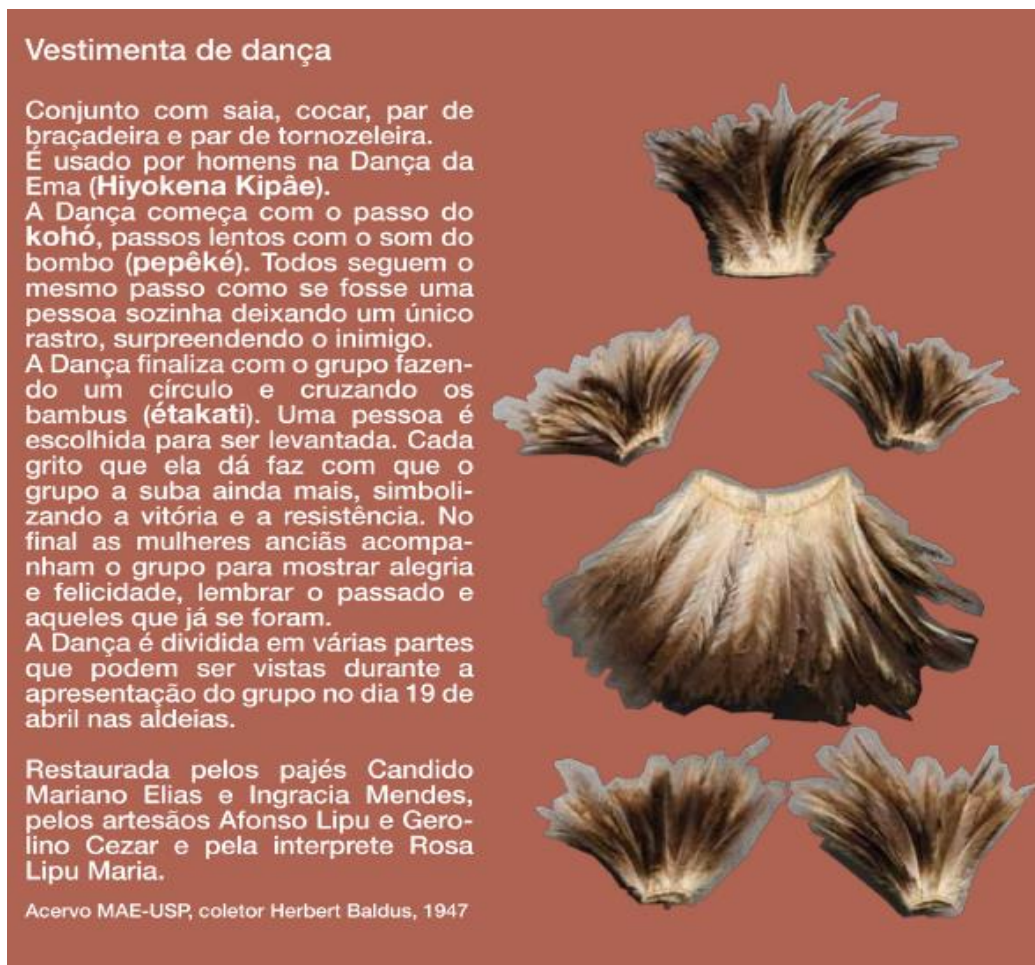 Vestimenta de dança
Conjunto com saia, cocar, par de
braçadeira e par de tornozeleira.
É usado por homens na Dança da
Ema (Hiyokena Kipâe).
A Dança começa com o passo do
kohó, passos lentos com o som do
bombo (pepêké). Todos seguem o
mesmo passo como se fosse uma
pessoa sozinha deixando um único
rastro, surpreendendo o inimigo.
A Dança finaliza com o grupo fazen-
do um círculo e cruzando os
bambus (étakati). Uma pessoa é
escolhida para ser levantada. Cada
grito que ela dá faz com que o
grupo a suba ainda mais, simboli-
zando a vitória e a resistência. No
final as mulheres anciãs acompa-
nham o grupo para mostrar alegria
e felicidade, lembrar o passado e
aqueles que já se foram.
A Dança é dividida em várias partes
que podem ser vistas durante a
apresentação do grupo no dia 19 de
abril nas aldeias.
Restaurada pelos pajés Candido
Mariano Elias e Ingracia Mendes,
pelos artesãos Afonso Lipu e Gero-
lino Cezar e pela interprete Rosa
Lipu Maria.
Acervo MAE-USP, coletor Herbert Baldus, 1947